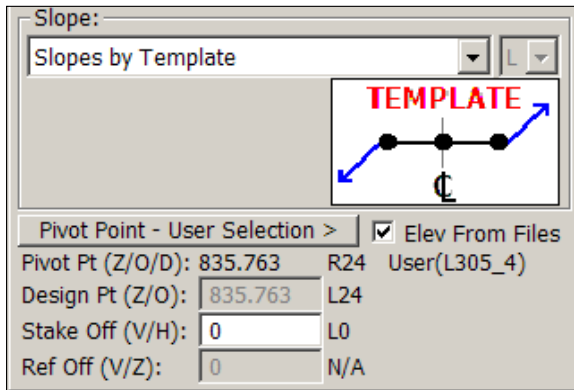 Slope:
Slopes by Template
L
TEMPLATE
℄
Pivot Point - User Selection > Elev From Files
Pivot Pt (Z/O/D): 835.763 R24 User(L305_4)
Design Pt (Z/O): 835.763 L24
Stake Off (V/H): 0 L0
Ref Off (V/Z): 0 N/A